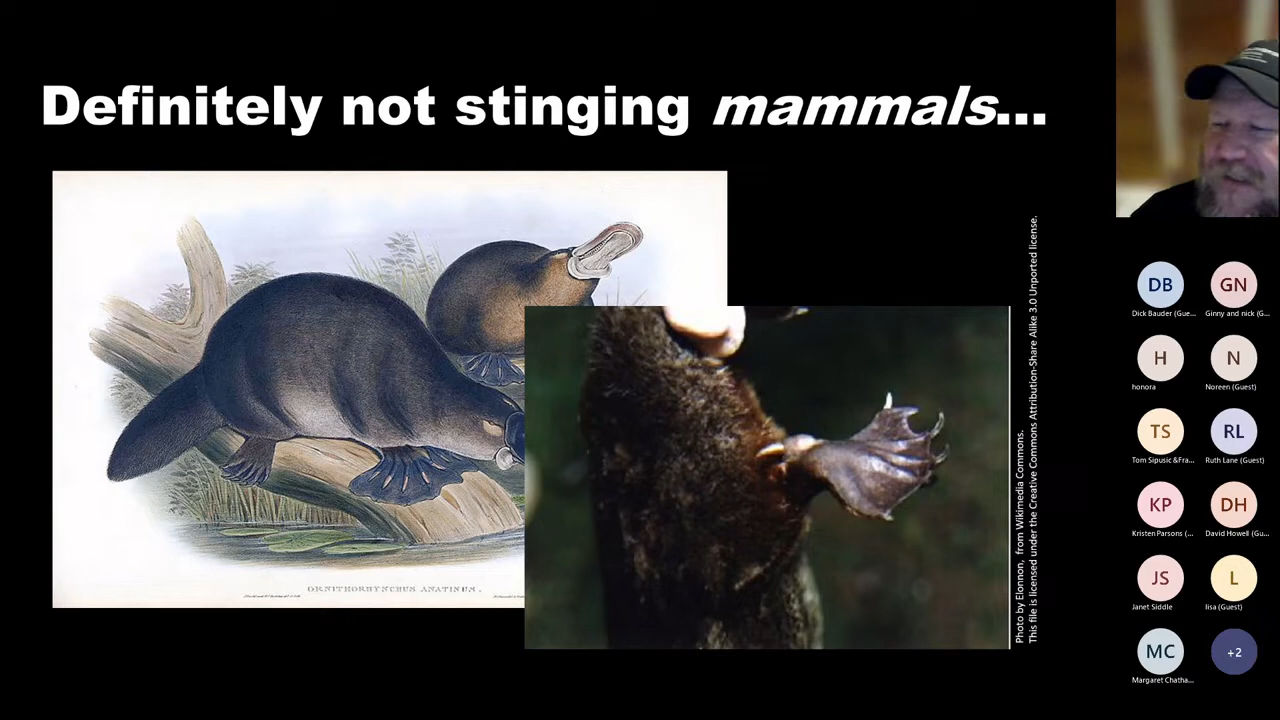 Definitely not stinging mammals...
ORNITHORHYNCHUS ANATINUS.
Photo by Elonnon, from Wikimedia Commons.
This file is licensed under the Creative Commons Attribution-Share Alike 3.0 Unported license.
DB
GN
Dick Bauder (Gue...
Ginny and nick (G...
H
N
honora
Noreen (Guest)
TS
RL
Tom Sipusic &Fra...
Ruth Lane (Guest)
KP
DH
Kristen Parsons (...
David Howell (Gu...
JS
L
Janet Siddle
lisa (Guest)
MC
+2
Margaret Chatha...